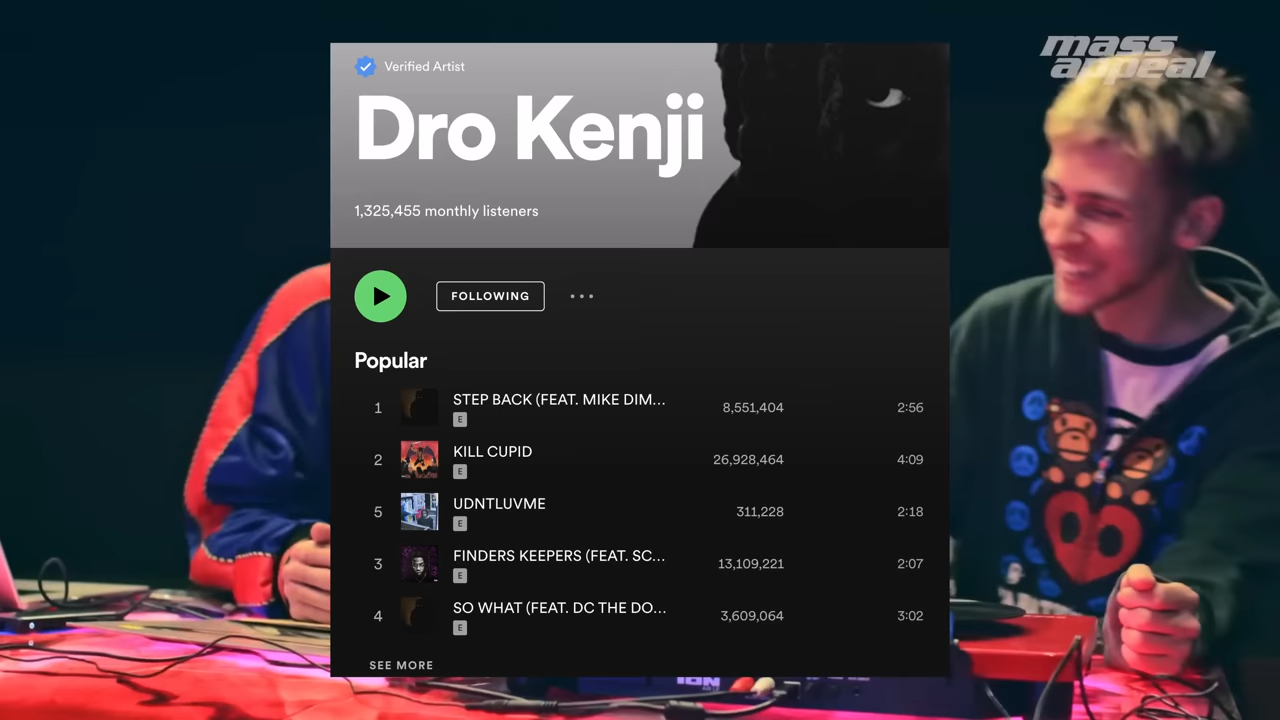 mass
appeal
Verified Artist
Dro Kenji
1,325,455 monthly listeners
FOLLOWING
Popular
1 STEP BACK (FEAT. MIKE DIM... 8,551,404 2:56
E
2 KILL CUPID 26,928,464 4:09
E
5 UDNTLUVME 311,228 2:18
E
3 FINDERS KEEPERS (FEAT. SC... 13,109,221 2:07
E
4 SO WHAT (FEAT. DC THE DO... 3,609,064 3:02
E
SEE MORE
ION